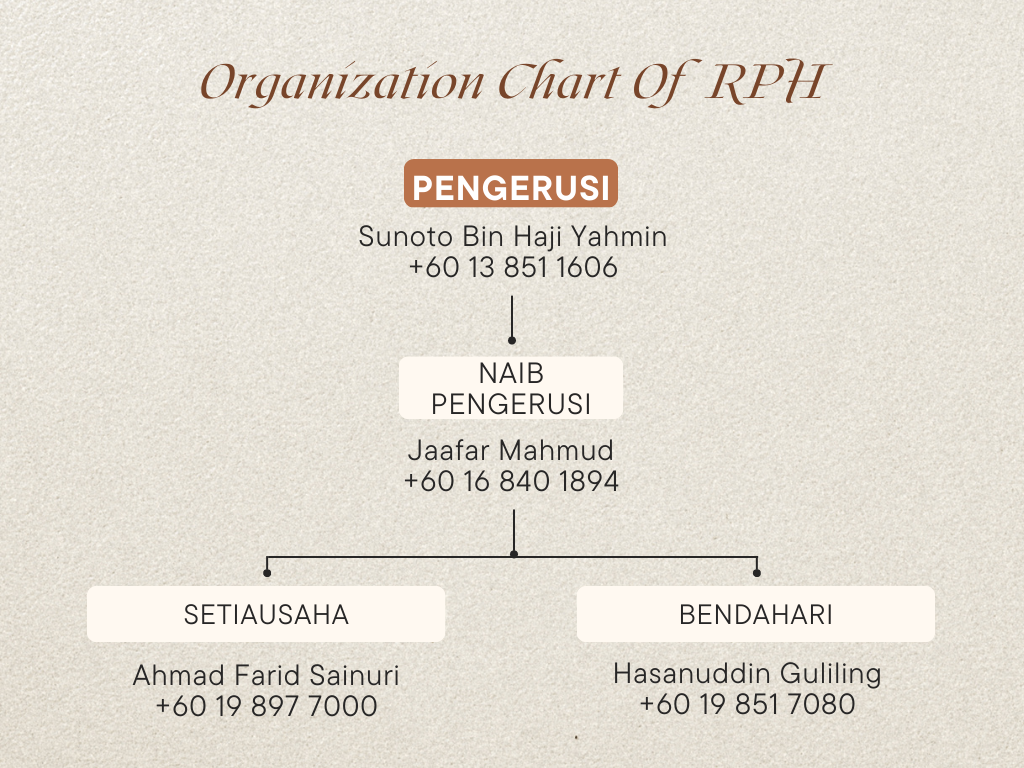 Organization Chart Of RPH
PENGERUSI
Sunoto Bin Haji Yahmin
+60 13 851 1606
NAIB
PENGERUSI
Jaafar Mahmud
+60 16 840 1894
SETIAUSAHA
Ahmad Farid Sainuri
+60 19 897 7000
BENDAHARI
Hasanuddin Guliling
+60 19 851 7080